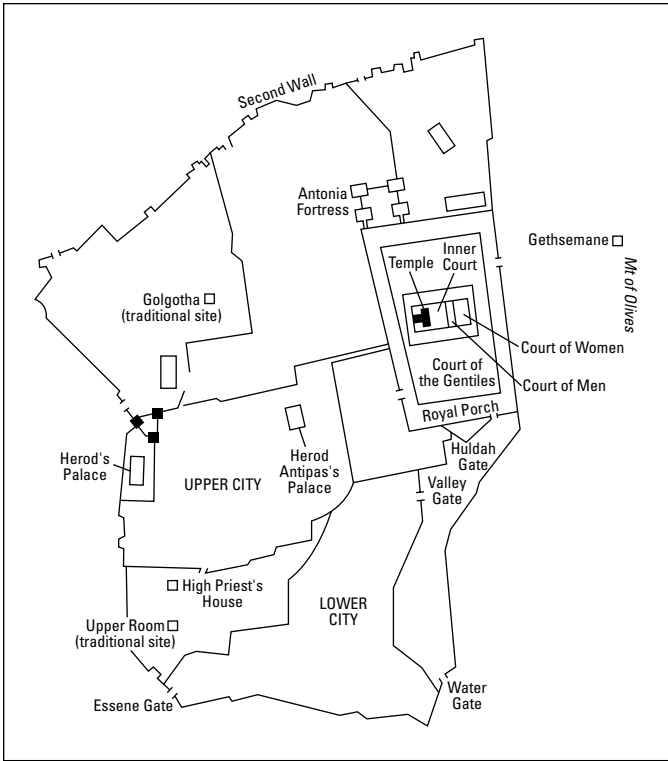 Second Wall
Antonia
Fortress
Gethsemane
Mt of Olives
Inner
Court
Temple
Golgotha
(traditional site)
Court of Women
Court of
the Gentiles
Court of Men
Royal Porch
Huldah
Gate
Herod's
Palace
Herod
Antipas's
Palace
UPPER CITY
Valley
Gate
High Priest's
House
LOWER
CITY
Upper Room
(traditional site)
Essene Gate
Water
Gate